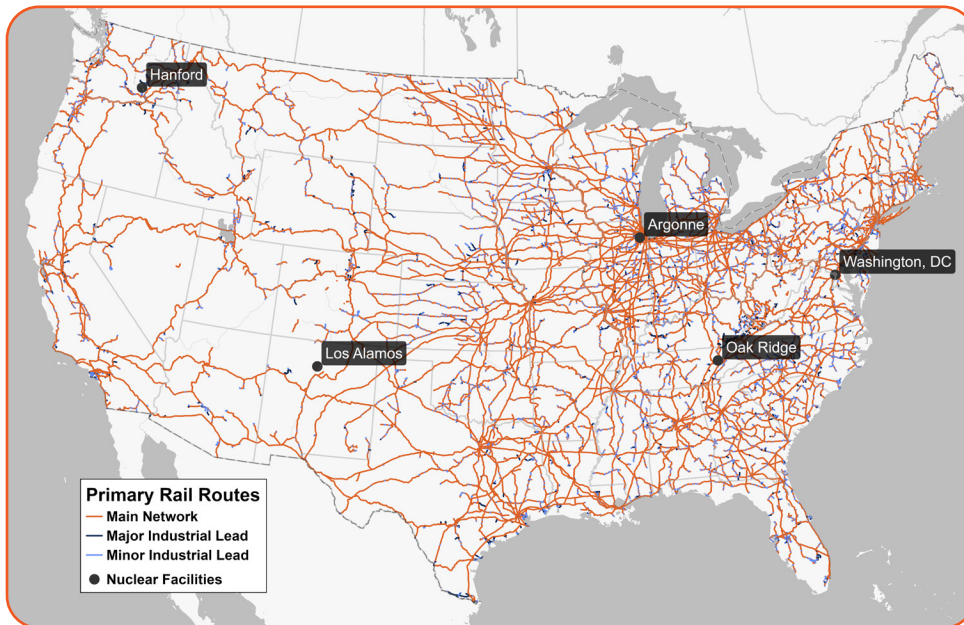 Hanford
Argonne
Washington, DC
Oak Ridge
Los Alamos
Primary Rail Routes
Main Network
Major Industrial Lead
Minor Industrial Lead
Nuclear Facilities